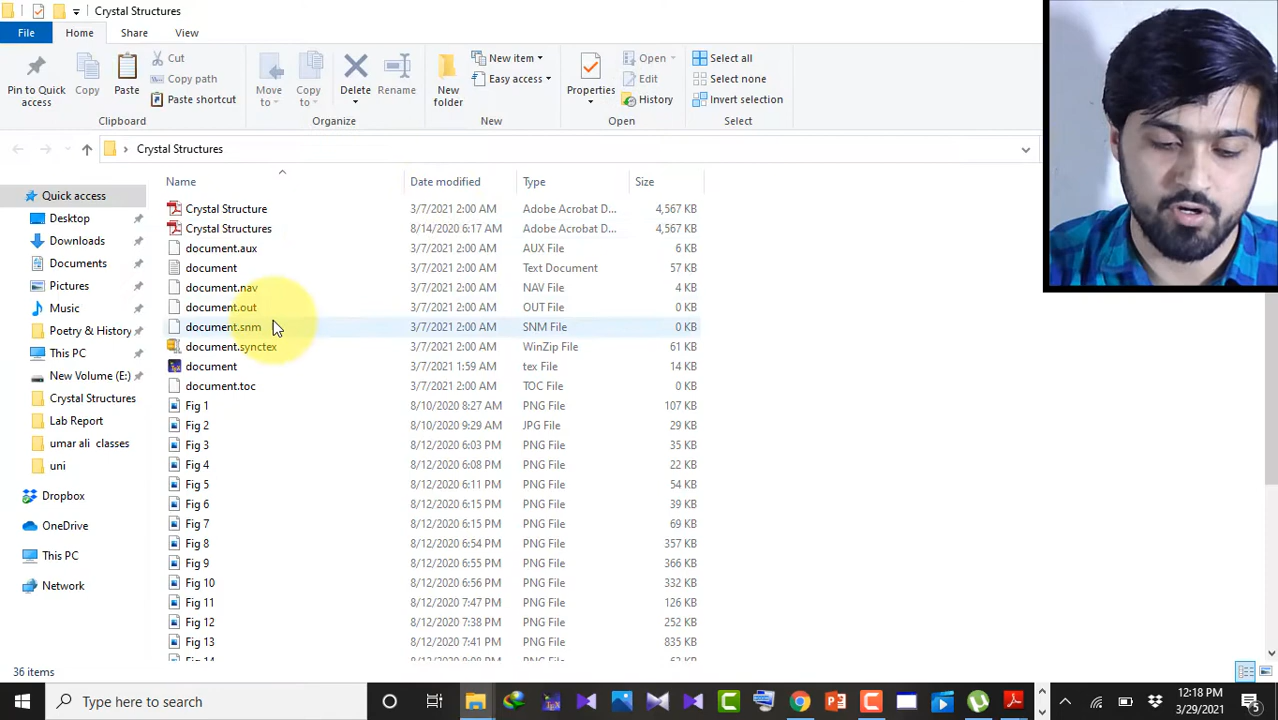 Crystal Structures
File Home Share View
Pin to Quick access
Copy
Paste
Cut
Copy path
Paste shortcut
Clipboard
Move to
Copy to
Delete
Rename
Organize
New folder
New item
Easy access
New
Properties
Open
Edit
History
Open
Select all
Select none
Invert selection
Select
Crystal Structures
Quick access
Desktop
Downloads
Documents
Pictures
Music
Poetry & History
This PC
New Volume (E:)
Crystal Structures
Lab Report
umar ali classes
uni
Dropbox
OneDrive
This PC
Network
Name Date modified Type Size
Crystal Structure 3/7/2021 2:00 AM Adobe Acrobat D... 4,567 KB
Crystal Structures 8/14/2020 6:17 AM Adobe Acrobat D... 4,567 KB
document.aux 3/7/2021 2:00 AM AUX File 6 KB
document 3/7/2021 2:00 AM Text Document 57 KB
document.nav 3/7/2021 2:00 AM NAV File 4 KB
document.out 3/7/2021 2:00 AM OUT File 0 KB
document.snm 3/7/2021 2:00 AM SNM File 0 KB
document.synctex 3/7/2021 2:00 AM WinZip File 61 KB
document 3/7/2021 1:59 AM tex File 14 KB
document.toc 3/7/2021 2:00 AM TOC File 0 KB
Fig 1 8/10/2020 8:27 AM PNG File 107 KB
Fig 2 8/10/2020 9:29 AM JPG File 29 KB
Fig 3 8/12/2020 6:03 PM PNG File 35 KB
Fig 4 8/12/2020 6:08 PM PNG File 22 KB
Fig 5 8/12/2020 6:11 PM PNG File 54 KB
Fig 6 8/12/2020 6:15 PM PNG File 39 KB
Fig 7 8/12/2020 6:15 PM PNG File 69 KB
Fig 8 8/12/2020 6:54 PM PNG File 357 KB
Fig 9 8/12/2020 6:55 PM PNG File 366 KB
Fig 10 8/12/2020 6:56 PM PNG File 332 KB
Fig 11 8/12/2020 7:47 PM PNG File 126 KB
Fig 12 8/12/2020 7:38 PM PNG File 252 KB
Fig 13 8/12/2020 7:41 PM PNG File 835 KB
36 items
Type here to search
12:18 PM
3/29/2021
5